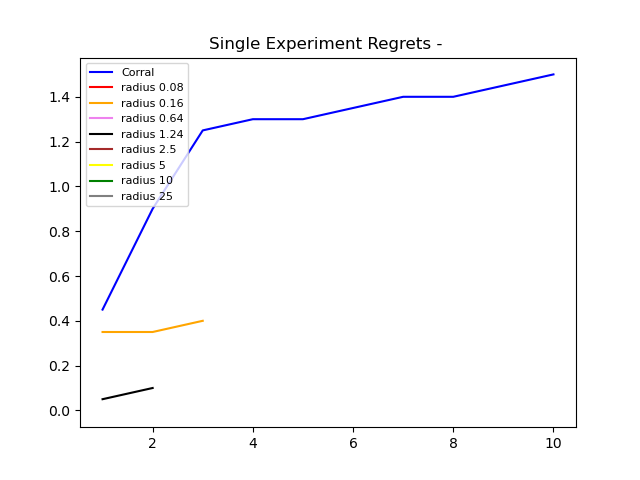 Single Experiment Regrets -
Corral
radius 0.08
radius 0.16
radius 0.64
radius 1.24
radius 2.5
radius 5
radius 10
radius 25
1.4
1.2
1.0
0.8
0.6
0.4
0.2
0.0
2 4 6 8 10